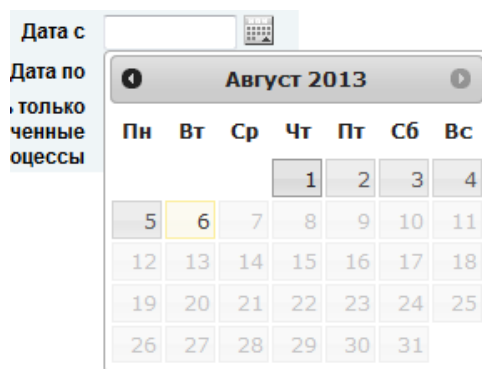 Дата с
Дата по
только
ченные
оцессы
Август 2013
Пн Вт Ср Чт Пт Сб Вс
1 2 3 4
5 6 7 8 9 10 11
12 13 14 15 16 17 18
19 20 21 22 23 24 25
26 27 28 29 30 31